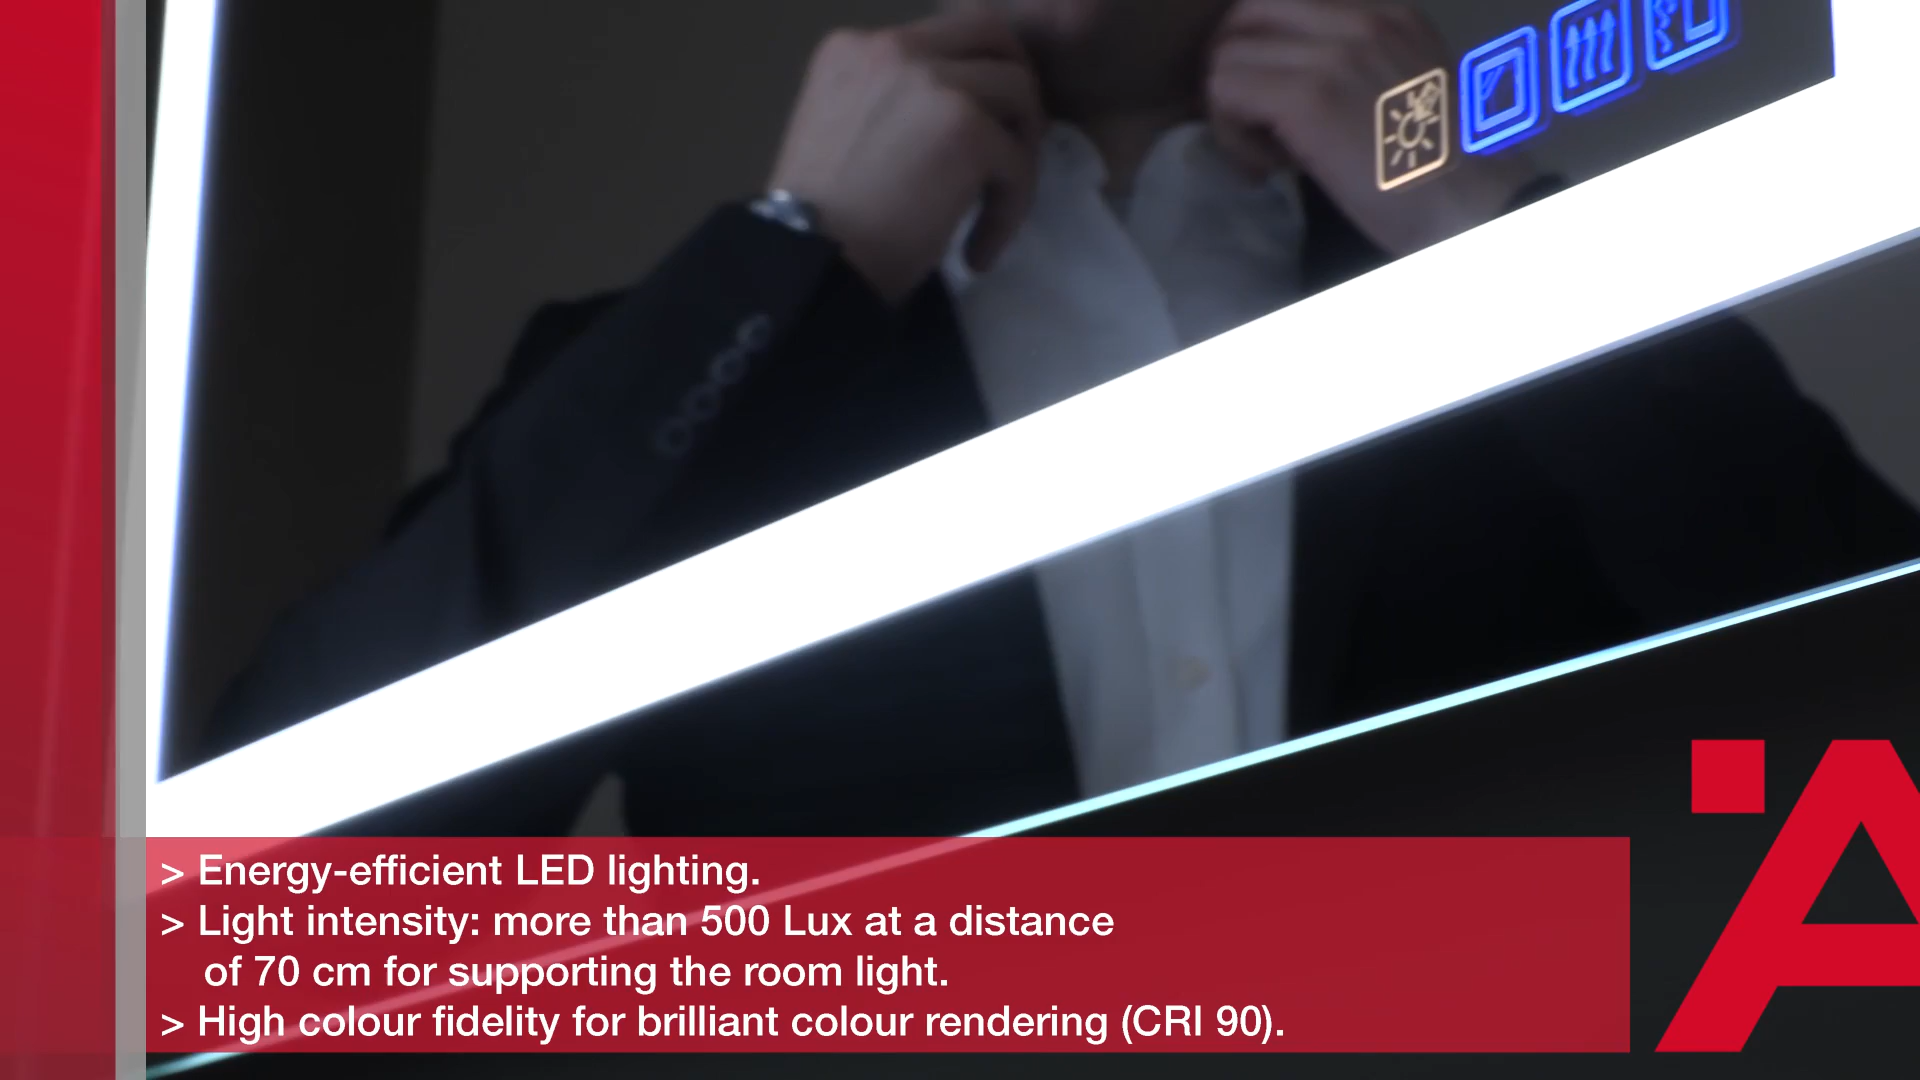 > Energy-efficient LED lighting.
> Light intensity: more than 500 Lux at a distance
of 70 cm for supporting the room light.
> High colour fidelity for brilliant colour rendering (CRI 90).
A